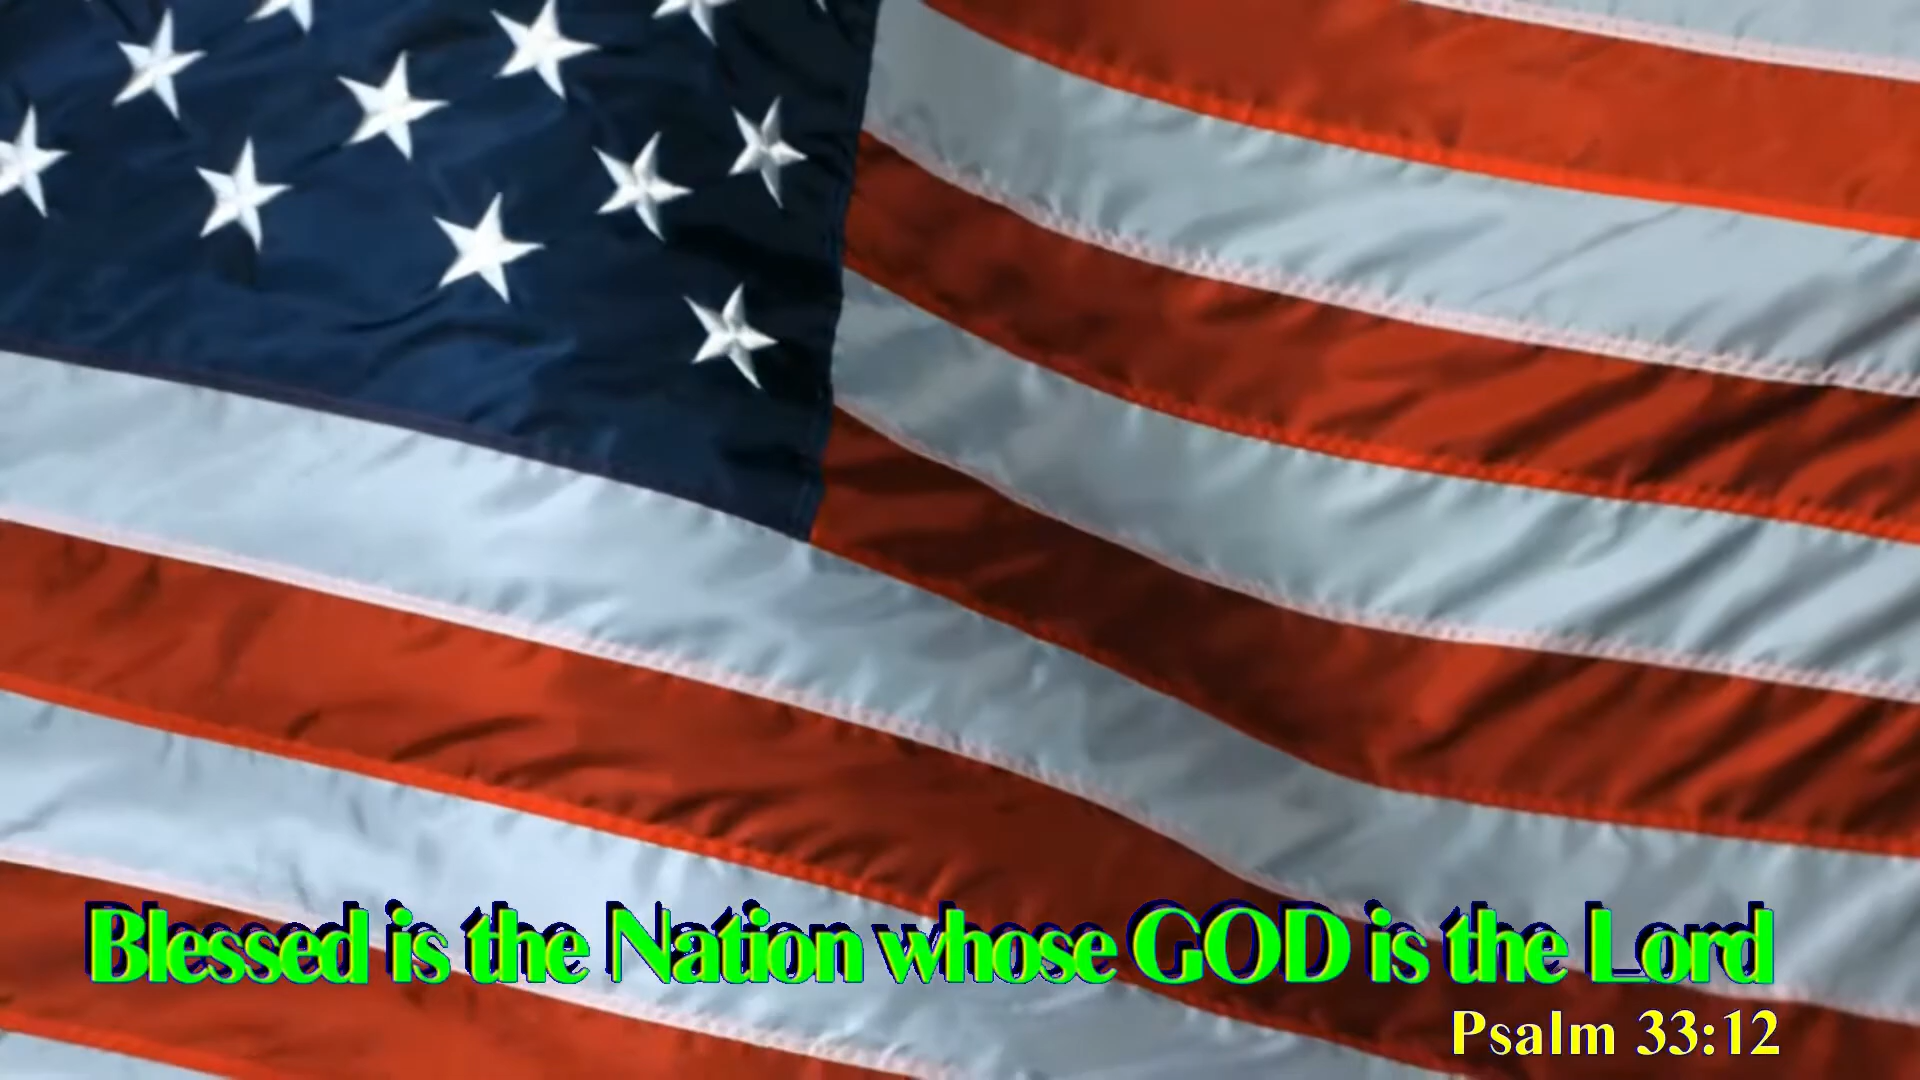 Blessed is the Nation whose GOD is the Lord
Psalm 33:12